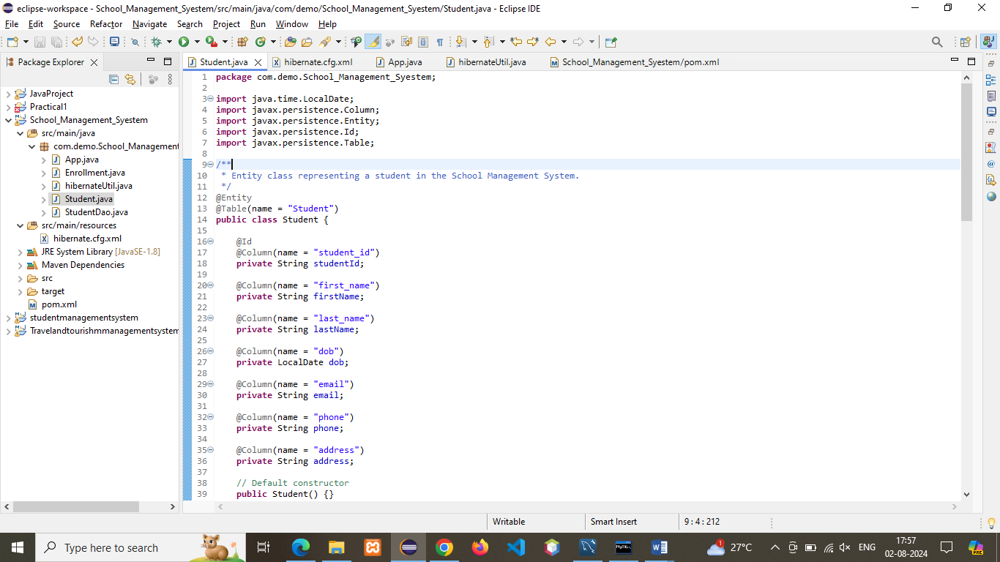 eclipse-workspace - School_Management_Syestem/src/main/java/com/demo/School_Management_Syestem/Student.java - Eclipse IDE
File Edit Source Refactor Navigate Search Project Run Window Help
Package Explorer
Student.java hibernate.cfg.xml App.java hibernateUtil.java School_Management_Syestem/pom.xml
JavaProject
Practical1
School_Management_Syestem
src/main/java
com.demo.School_Management
App.java
Enrollment.java
hibernateUtil.java
Student.java
StudentDao.java
src/main/resources
hibernate.cfg.xml
JRE System Library [JavaSE-1.8]
Maven Dependencies
src
target
pom.xml
studentmanagementsystem
Travelandtourishmmanagementsystem
1 package com.demo.School_Management_Syestem;
2
3 import java.time.LocalDate;
4 import javax.persistence.Column;
5 import javax.persistence.Entity;
6 import javax.persistence.Id;
7 import javax.persistence.Table;
8
9 /**
10 * Entity class representing a student in the School Management System.
11 */
12 @Entity
13 @Table(name = "Student")
14 public class Student {
15
16 @Id
17 @Column(name = "student_id")
18 private String studentId;
19
20 @Column(name = "first_name")
21 private String firstName;
22
23 @Column(name = "last_name")
24 private String lastName;
25
26 @Column(name = "dob")
27 private LocalDate dob;
28
29 @Column(name = "email")
30 private String email;
31
32 @Column(name = "phone")
33 private String phone;
34
35 @Column(name = "address")
36 private String address;
37
38 // Default constructor
39 public Student() {}
Writable Smart Insert 9 : 4 : 212
Type here to search
1
27°C
ENG
17:57
02-08-2024
PRE
MySQL